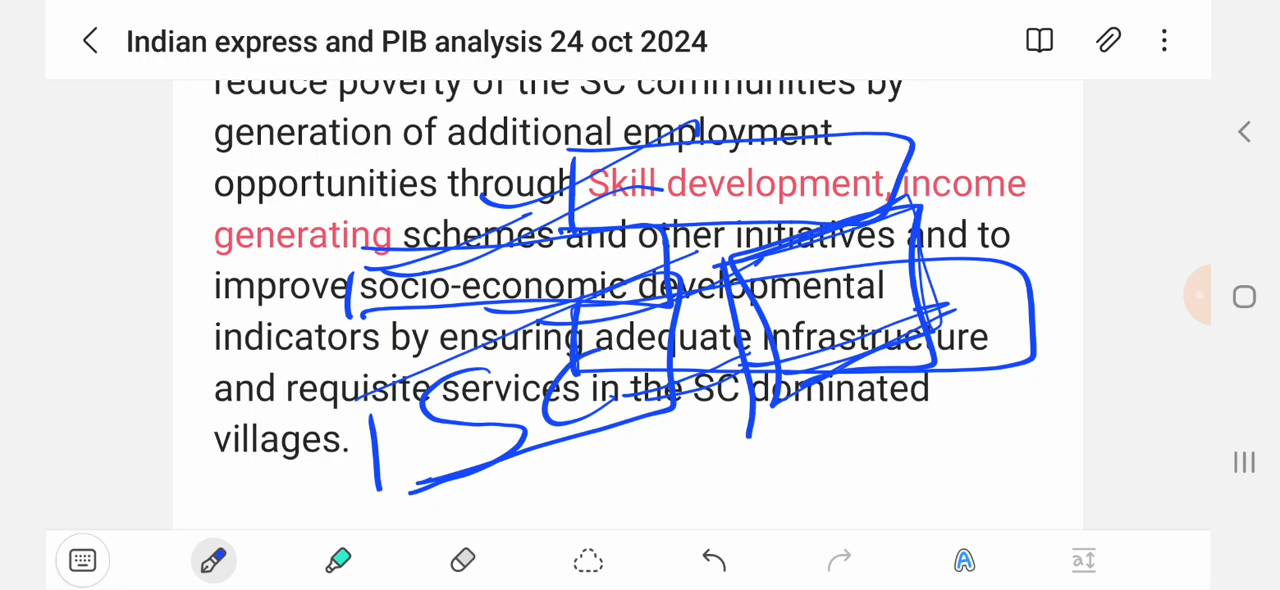 Indian express and PIB analysis 24 oct 2024
reduce poverty of the SC communities by
generation of additional employment
opportunities through Skill development, income
generating schemes and other initiatives and to
improve socio-economic developmental
indicators by ensuring adequate infrastructure
and requisite services in the SC dominated
villages.